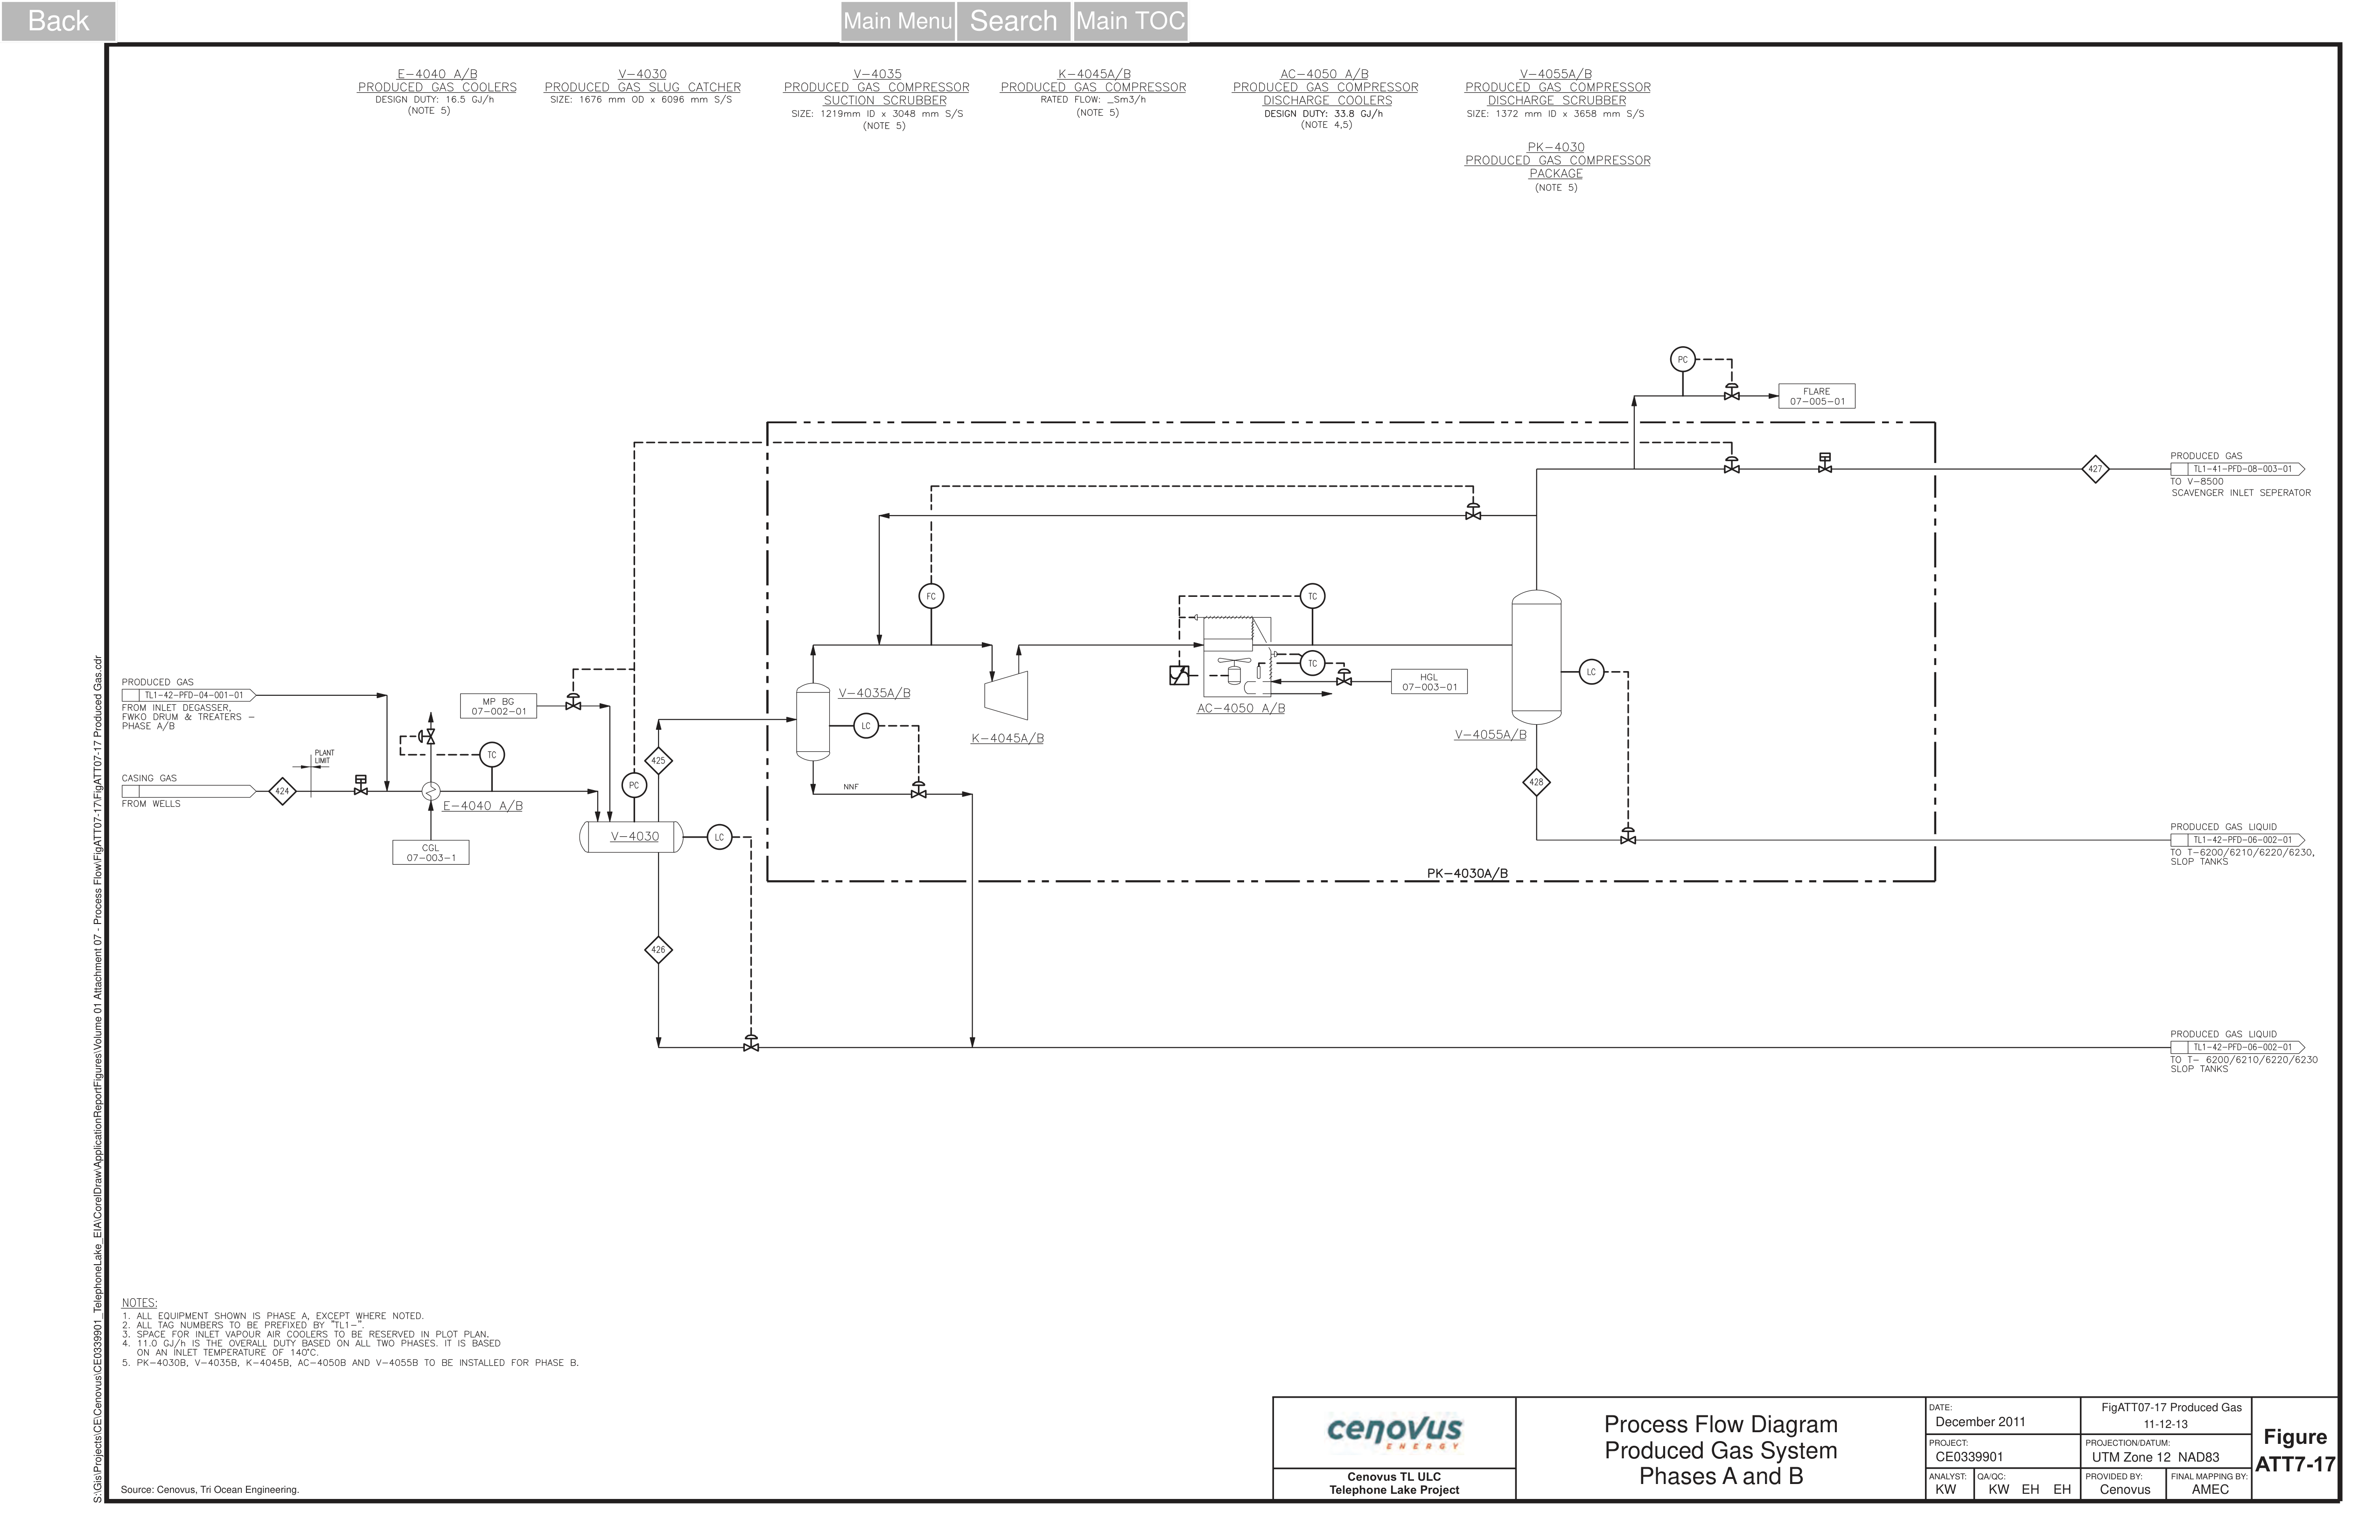 Back
Main Menu
Search
Main TOC
E-4040 A/B
PRODUCED GAS COOLERS
DESIGN DUTY: 16.5 GJ/h
(NOTE 5)
V-4030
PRODUCED GAS SLUG CATCHER
SIZE: 1676 mm OD x 6096 mm S/S
V-4035
PRODUCED GAS COMPRESSOR
SUCTION SCRUBBER
SIZE: 1219mm ID x 3048 mm S/S
(NOTE 5)
K-4045A/B
PRODUCED GAS COMPRESSOR
RATED FLOW: _Sm3/h
(NOTE 5)
AC-4050 A/B
PRODUCED GAS COMPRESSOR
DISCHARGE COOLERS
DESIGN DUTY: 33.8 GJ/h
(NOTE 4,5)
V-4055A/B
PRODUCED GAS COMPRESSOR
DISCHARGE SCRUBBER
SIZE: 1372 mm ID x 3658 mm S/S
PK-4030
PRODUCED GAS COMPRESSOR
PACKAGE
(NOTE 5)
PC
FLARE
07-005-01
PRODUCED GAS
427
TL1-41-PFD-08-003-01
TO V-8500
SCAVENGER INLET SEPERATOR
FC
TC
TC
HGL
07-003-01
AC-4050 A/B
LC
V-4055A/B
428
PRODUCED GAS
TL1-42-PFD-04-001-01
FROM INLET DEGASSER,
FWKO DRUM & TREATERS -
PHASE A/B
MP BG
07-002-01
V-4035A/B
LC
K-4045A/B
NNF
TC
PLANT
LIMIT
CASING GAS
424
FROM WELLS
E-4040 A/B
CGL
07-003-1
425
PC
V-4030
LC
PRODUCED GAS LIQUID
TL1-42-PFD-06-002-01
TO T-6200/6210/6220/6230,
SLOP TANKS
PK-4030A/B
426
PRODUCED GAS LIQUID
TL1-42-PFD-06-002-01
TO T- 6200/6210/6220/6230
SLOP TANKS
S:\Gis\Projects\CE\Cenovus\CE0339901_TelephoneLake_EIA\CorelDraw\ApplicationReportFigures\Volume 01 Attachment 07 - Process Flow\FigATT07-17\FigATT07-17 Produced Gas.cdr
NOTES:
1. ALL EQUIPMENT SHOWN IS PHASE A, EXCEPT WHERE NOTED.
2. ALL TAG NUMBERS TO BE PREFIXED BY "TL1-".
3. SPACE FOR INLET VAPOUR AIR COOLERS TO BE RESERVED IN PLOT PLAN.
4. 11.0 GJ/h IS THE OVERALL DUTY BASED ON ALL TWO PHASES. IT IS BASED
ON AN INLET TEMPERATURE OF 140°C.
5. PK-4030B, V-4035B, K-4045B, AC-4050B AND V-4055B TO BE INSTALLED FOR PHASE B.
Source: Cenovus, Tri Ocean Engineering.
cenovus
ENERGY
Cenovus TL ULC
Telephone Lake Project
Process Flow Diagram
Produced Gas System
Phases A and B
DATE:
December 2011
FigATT07-17 Produced Gas
11-12-13
PROJECT:
CE0339901
PROJECTION/DATUM:
UTM Zone 12 NAD83
ANALYST:
KW
QA/QC:
KW EH EH
PROVIDED BY:
Cenovus
FINAL MAPPING BY:
AMEC
Figure
ATT7-17